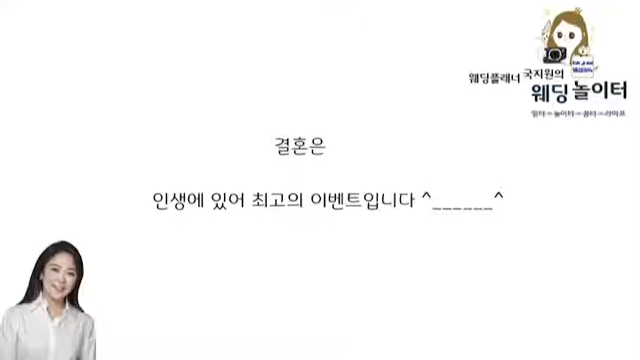 웨딩플래너 국지원의
웨딩 놀이터
결혼은
인생에 있어 최고의 이벤트입니다 ^______^